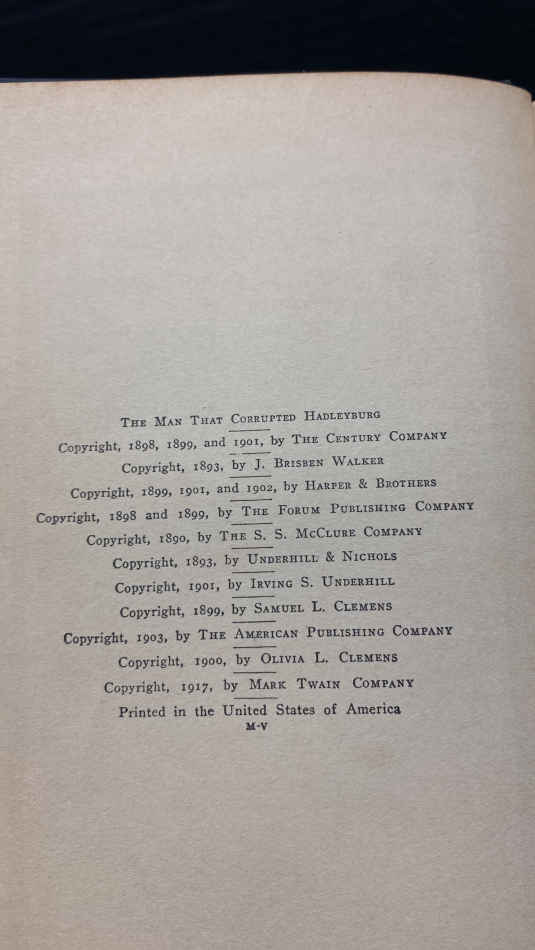 THE MAN THAT CORRUPTED HADLEYBURG
Copyright, 1898, 1899, and 1901, by THE CENTURY COMPANY
Copyright, 1893, by J. BRISBEN WALKER
Copyright, 1899, 1901, and 1902, by HARPER & BROTHERS
Copyright, 1898 and 1899, by THE FORUM PUBLISHING COMPANY
Copyright, 1890, by THE S. S. MCCLURE COMPANY
Copyright, 1893, by UNDERHILL & NICHOLS
Copyright, 1901, by IRVING S. UNDERHILL
Copyright, 1899, by SAMUEL L. CLEMENS
Copyright, 1903, by THE AMERICAN PUBLISHING COMPANY
Copyright, 1900, by OLIVIA L. CLEMENS
Copyright, 1917, by MARK TWAIN COMPANY
Printed in the United States of America
M-V